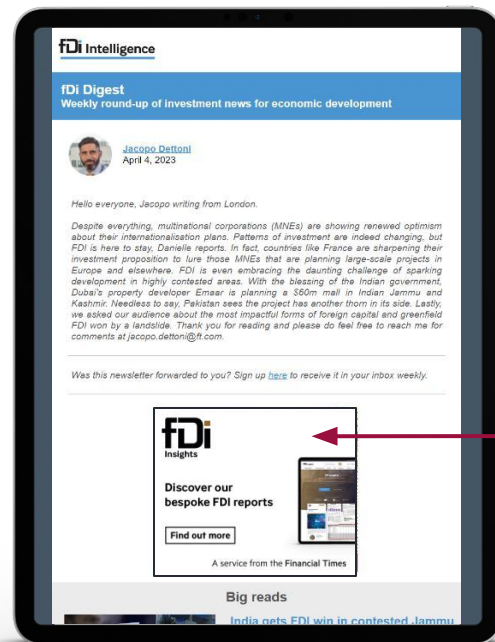 fDi Intelligence
fDi Digest
Weekly round-up of investment news for economic development
Jacopo Dettoni
April 4, 2023
Hello everyone, Jacopo writing from London.
Despite everything, multinational corporations (MNEs) are showing renewed optimism
about their internationalisation plans. Patterns of investment are indeed changing, but
FDI is here to stay, Danielle reports. In fact, countries like France are sharpening their
investment proposition to lure those MNEs that are planning large-scale projects in
Europe and elsewhere. FDI is even embracing the daunting challenge of sparking
development in highly contested areas. With the blessing of the Indian government,
Dubai's property developer Emaar is planning a $60m mall in Indian Jammu and
Kashmir. Needless to say, Pakistan sees the project has another thorn in its side. Lastly,
we asked our audience about the most impactful forms of foreign capital and greenfield
FDI won by a landslide. Thank you for reading and please do feel free to reach me for
comments at jacopo.dettoni@ft.com.
Was this newsletter forwarded to you? Sign up here to receive it in your inbox weekly.
fDi
Insights
Discover our
bespoke FDI reports
Find out more
A service from the Financial Times
Big reads
India gets FDI win in contested Jammu